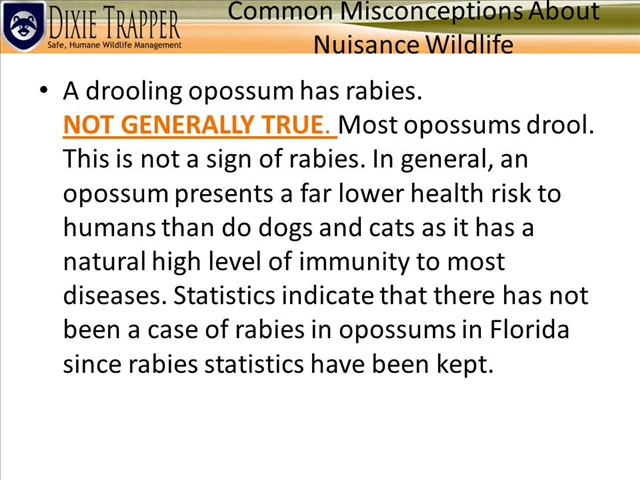 DIXIE TRAPPER
Safe, Humane Wildlife Management
Common Misconceptions About
Nuisance Wildlife
• A drooling opossum has rabies.
NOT GENERALLY TRUE. Most opossums drool.
This is not a sign of rabies. In general, an
opossum presents a far lower health risk to
humans than do dogs and cats as it has a
natural high level of immunity to most
diseases. Statistics indicate that there has not
been a case of rabies in opossums in Florida
since rabies statistics have been kept.